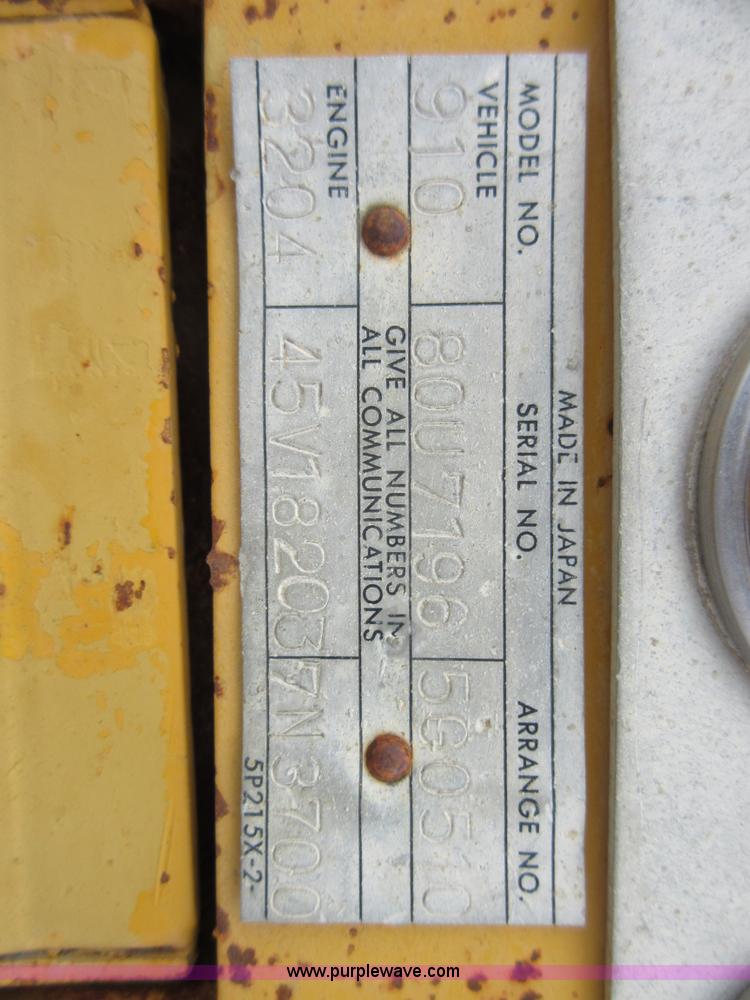 MADE IN JAPAN
MODEL NO. SERIAL NO. ARRANGE NO.
VEHICLE
910 80U7196 5G0510
GIVE ALL NUMBERS IN
ALL COMMUNICATIONS
ENGINE
3204 45V18203 7N3700
5P215X-2-
www.purplewave.com